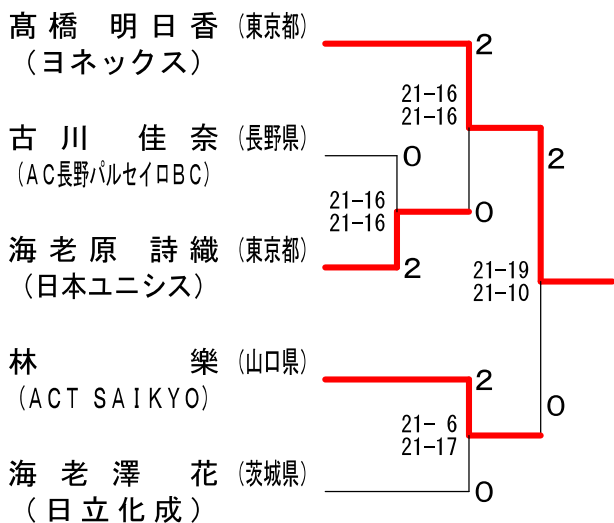 髙橋 明日香 (東京都)
(ヨネックス)
2
21-16
21-16
古川 佳奈 (長野県)
(AC長野パルセイロBC)
0
2
21-16
21-16
0
海老原 詩織 (東京都)
(日本ユニシス)
2
21-19
21-10
林 樂 (山口県)
(ACT SAIKYO)
2
0
21- 6
21-17
海老澤 花 (茨城県)
(日立化成)
0